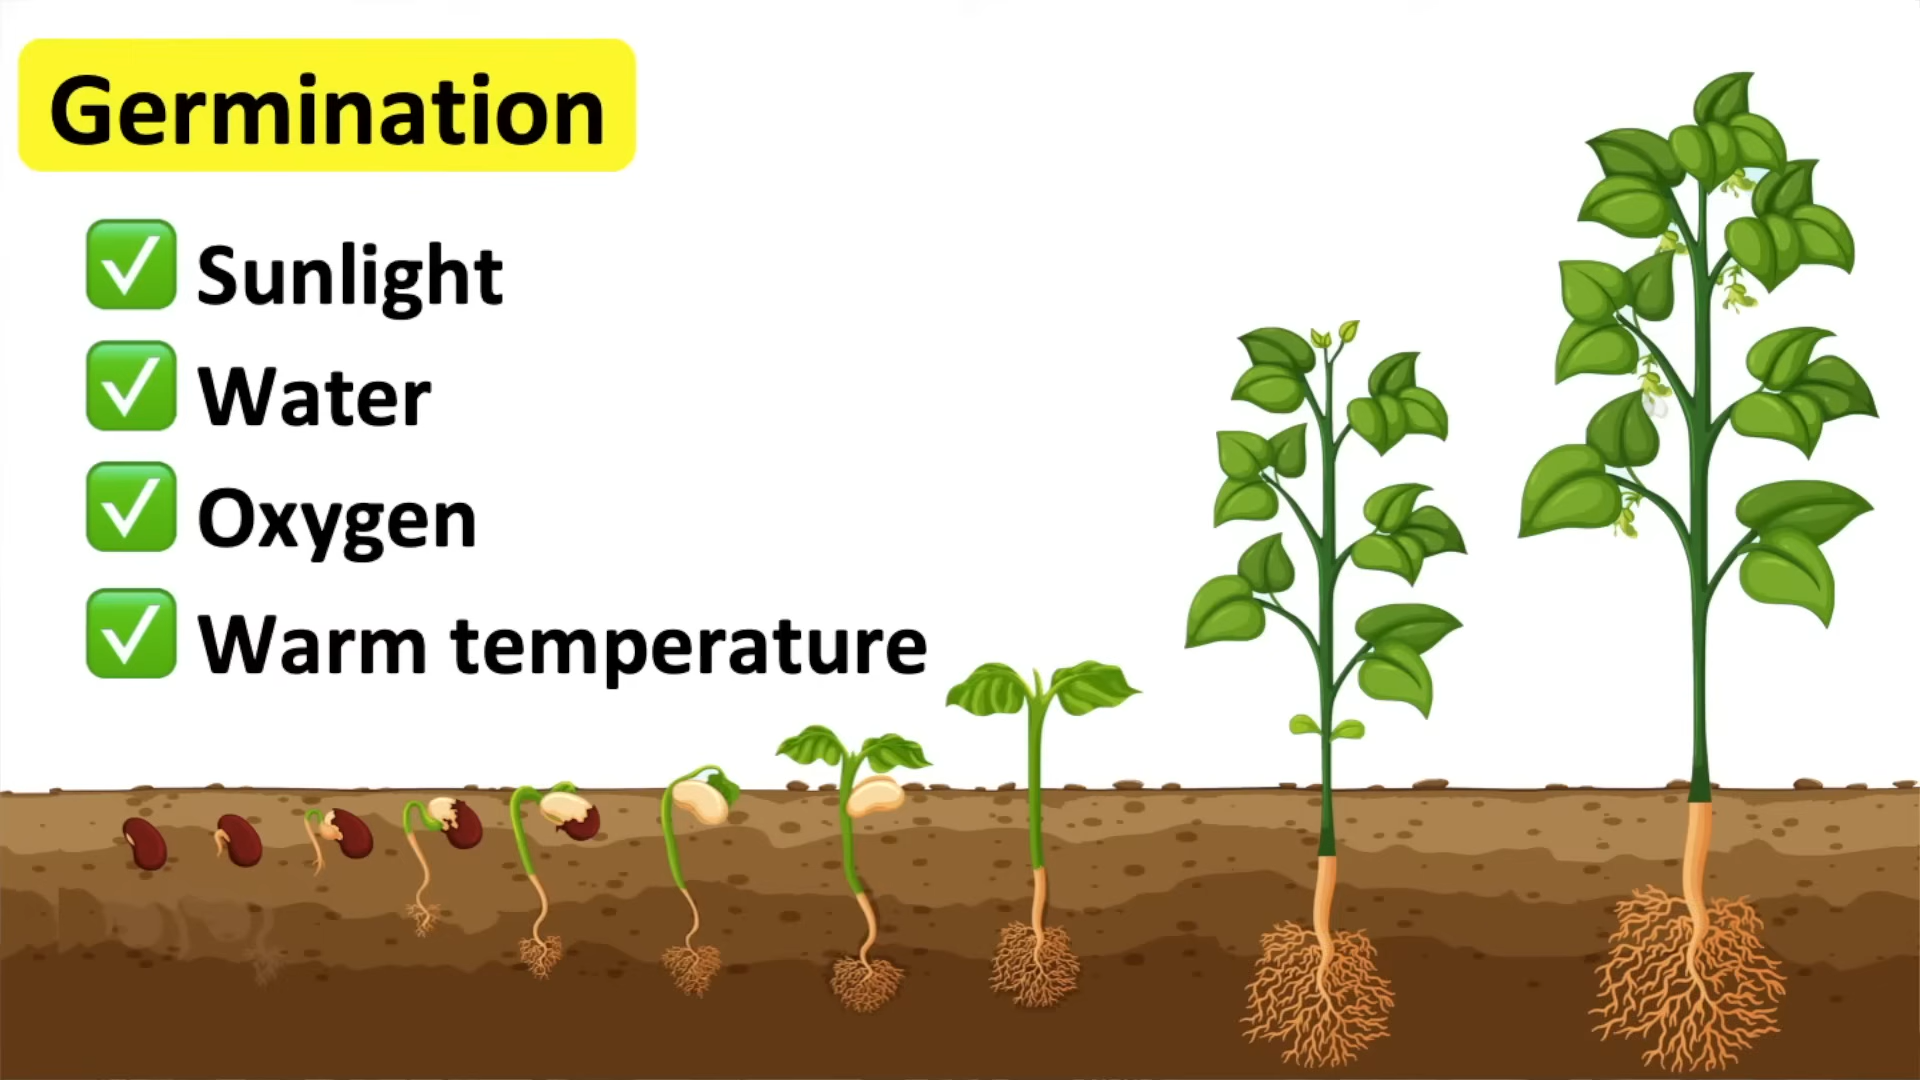 Germination
Sunlight
Water
Oxygen
Warm temperature